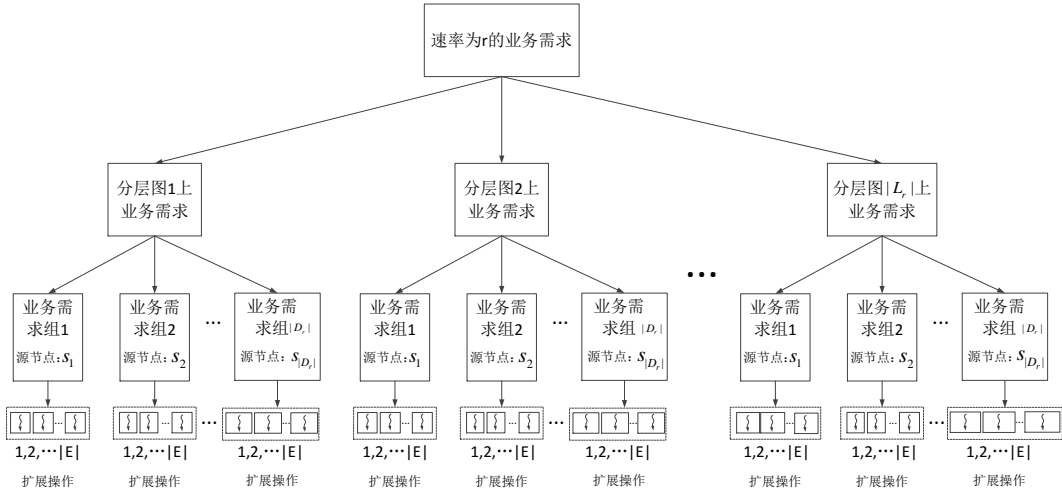 速率为r的业务需求
分层图1上
业务需求
分层图2上
业务需求
分层图|L_r|上
业务需求
...
业务需
求组1
源节点:s_1
业务需
求组2
源节点:s_2
...
业务需
求组|D_r|
源节点:s_{|D_r|}
业务需
求组1
源节点:s_1
业务需
求组2
源节点:s_2
...
业务需
求组|D_r|
源节点:s_{|D_r|}
业务需
求组1
源节点:s_1
业务需
求组2
源节点:s_2
...
业务需
求组|D_r|
源节点:s_{|D_r|}
... ... ... ... ... ... ... ... ... ... ... ...
1,2,…|E| 1,2,…|E| 1,2,…|E| 1,2,…|E| 1,2,…|E| 1,2,…|E| 1,2,…|E| 1,2,…|E| 1,2,…|E|
扩展操作 扩展操作 扩展操作 扩展操作 扩展操作 扩展操作 扩展操作 扩展操作 扩展操作